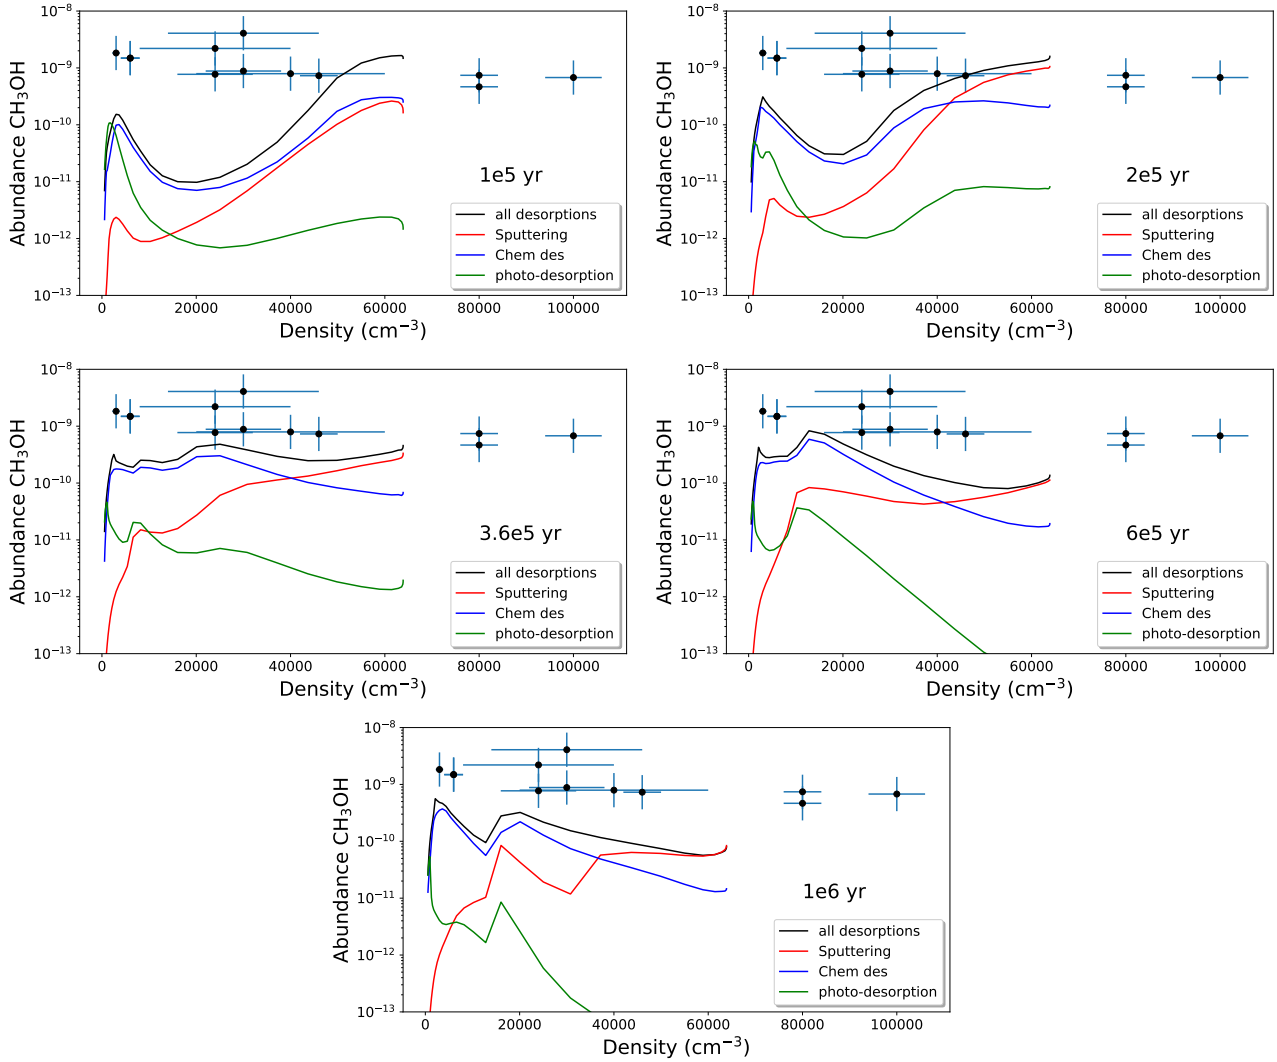 Abundance CH₃OH
10⁻⁸
10⁻⁹
10⁻¹⁰
10⁻¹¹
10⁻¹²
10⁻¹³
1e5 yr
all desorptions
Sputtering
Chem des
photo-desorption
0 20000 40000 60000 80000 100000
Density (cm⁻³)
Abundance CH₃OH
10⁻⁸
10⁻⁹
10⁻¹⁰
10⁻¹¹
10⁻¹²
10⁻¹³
2e5 yr
all desorptions
Sputtering
Chem des
photo-desorption
0 20000 40000 60000 80000 100000
Density (cm⁻³)
Abundance CH₃OH
10⁻⁸
10⁻⁹
10⁻¹⁰
10⁻¹¹
10⁻¹²
10⁻¹³
3.6e5 yr
all desorptions
Sputtering
Chem des
photo-desorption
0 20000 40000 60000 80000 100000
Density (cm⁻³)
Abundance CH₃OH
10⁻⁸
10⁻⁹
10⁻¹⁰
10⁻¹¹
10⁻¹²
10⁻¹³
6e5 yr
all desorptions
Sputtering
Chem des
photo-desorption
0 20000 40000 60000 80000 100000
Density (cm⁻³)
Abundance CH₃OH
10⁻⁸
10⁻⁹
10⁻¹⁰
10⁻¹¹
10⁻¹²
10⁻¹³
1e6 yr
all desorptions
Sputtering
Chem des
photo-desorption
0 20000 40000 60000 80000 100000
Density (cm⁻³)